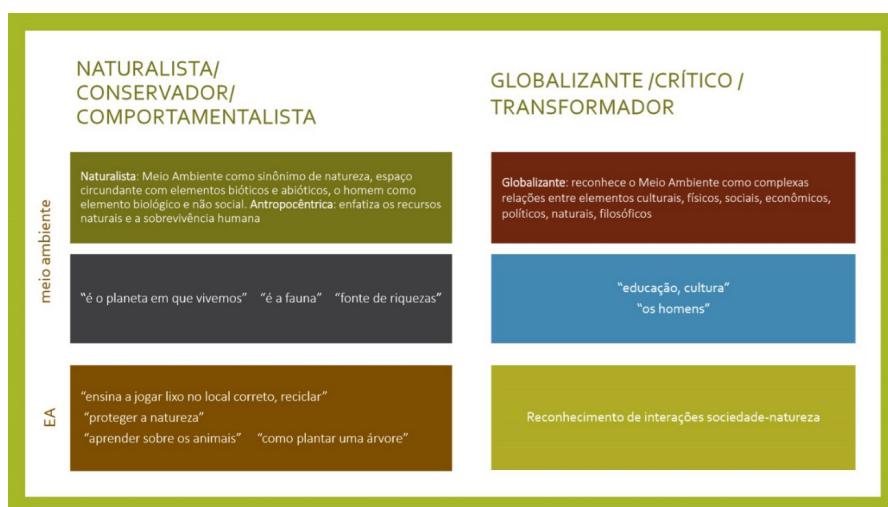 NATURALISTA/
CONSERVADOR/
COMPORTAMENTALISTA
GLOBALIZANTE /CRÍTICO /
TRANSFORMADOR
meio ambiente
Naturalista: Meio Ambiente como sinônimo de natureza, espaço
circundante com elementos bióticos e abióticos, o homem como
elemento biológico e não social. Antropocêntrica: enfatiza os recursos
naturais e a sobrevivência humana
Globalizante: reconhece o Meio Ambiente como complexas
relações entre elementos culturais, físicos, sociais, econômicos,
políticos, naturais, filosóficos
“é o planeta em que vivemos” “é a fauna” “fonte de riquezas”
“educação, cultura”
“os homens”
EA
“ensina a jogar lixo no local correto, reciclar”
“proteger a natureza”
“aprender sobre os animais” “como plantar uma árvore”
Reconhecimento de interações sociedade-natureza